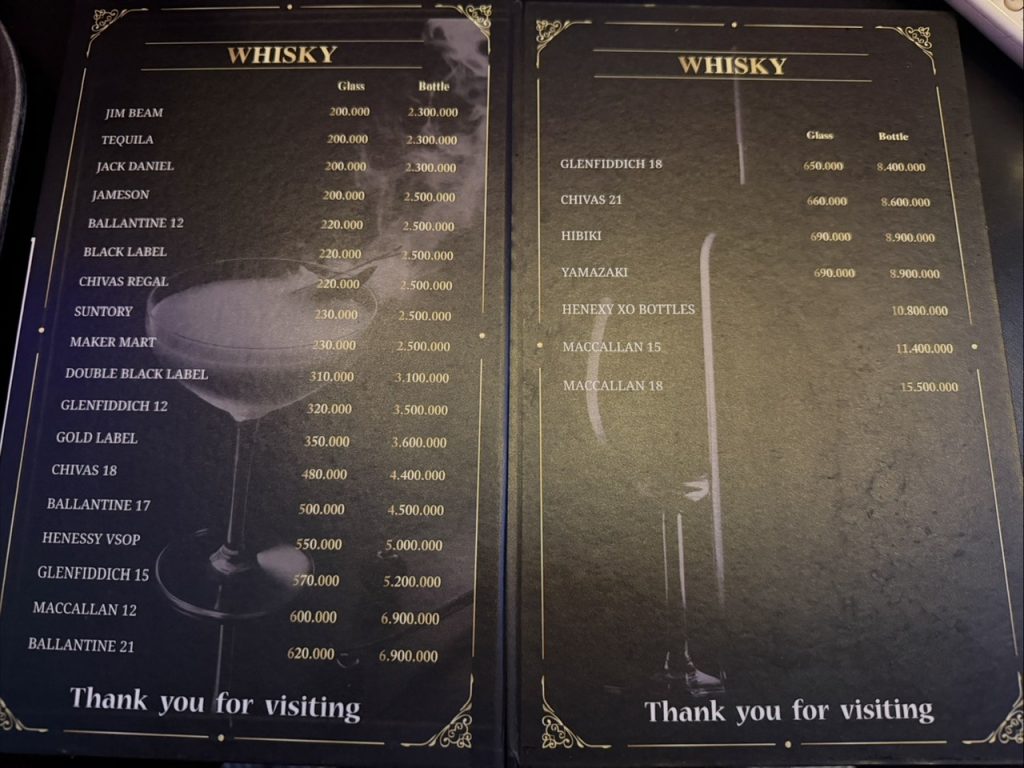 WHISKY
Glass Bottle
JIM BEAM 200.000 2.300.000
TEQUILA 200.000 2.300.000
JACK DANIEL 200.000 2.300.000
JAMESON 200.000 2.500.000
BALLANTINE 12 220.000 2.500.000
BLACK LABEL 220.000 2.500.000
CHIVAS REGAL 220.000 2.500.000
SUNTORY 230.000 2.500.000
MAKER MART 230.000 2.500.000
DOUBLE BLACK LABEL 310.000 3.100.000
GLENFIDDICH 12 320.000 3.500.000
GOLD LABEL 350.000 3.600.000
CHIVAS 18 480.000 4.400.000
BALLANTINE 17 500.000 4.500.000
HENESSY VSOP 550.000 5.000.000
GLENFIDDICH 15 570.000 5.200.000
MACCALLAN 12 600.000 6.900.000
BALLANTINE 21 620.000 6.900.000
Thank you for visiting
WHISKY
Glass Bottle
GLENFIDDICH 18 650.000 8.400.000
CHIVAS 21 660.000 8.600.000
HIBIKI 690.000 8.900.000
YAMAZAKI 690.000 8.900.000
HENEXY XO BOTTLES 10.800.000
MACCALLAN 15 11.400.000
MACCALLAN 18 15.500.000
Thank you for visiting